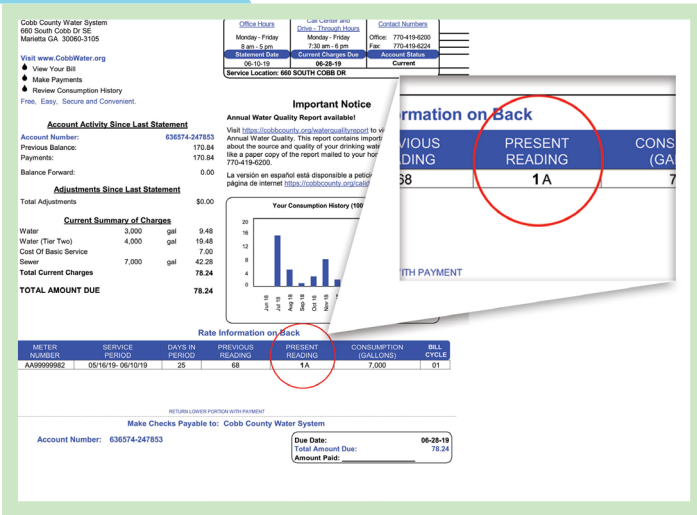 Cobb County Water System
660 South Cobb Dr SE
Marietta GA 30060-3105
Visit www.CobbWater.org
View Your Bill
Make Payments
Review Consumption History
Free, Easy, Secure and Convenient.
Office Hours
Monday - Friday
8 am - 5 pm
Call Center and
Drive - Through Hours
Monday - Friday
7:30 am - 6 pm
Contact Numbers
Office: 770-419-6200
Fax: 770-419-6224
Statement Date Current Charges Due Account Status
06-10-19 06-28-19 Current
Service Location: 660 SOUTH COBB DR
Account Activity Since Last Statement
Account Number: 636574-247853
Previous Balance: 170.84
Payments: 170.84
Balance Forward: 0.00
Adjustments Since Last Statement
Total Adjustments $0.00
Current Summary of Charges
Water 3,000 gal 9.48
Water (Tier Two) 4,000 gal 19.48
Cost Of Basic Service 7.00
Sewer 7,000 gal 42.28
Total Current Charges 78.24
TOTAL AMOUNT DUE 78.24
Important Notice
Annual Water Quality Report available!
Visit https://cobbcounty.org/waterqualityreport to vi
Annual Water Quality. This report contains importa
about the source and quality of your drinking wate
like a paper copy of the report mailed to your hom
770-419-6200.
La versión en español está disponible a petici
página de internet https://cobbcounty.org/calid
Your Consumption History (100
20
16
12
8
4
0
Jun 18
Jul 18
Aug 18
Sep 18
Oct 18
Nov 18
rmation on Back
VIOUS
DING
PRESENT
READING
CONS
(GA
68 1 A 7
ITH PAYMENT
Rate Information on Back
METER NUMBER SERVICE PERIOD DAYS IN PERIOD PREVIOUS READING PRESENT READING CONSUMPTION (GALLONS) BILL CYCLE
AA99999982 05/16/19- 06/10/19 25 68 1 A 7,000 01
RETURN LOWER PORTION WITH PAYMENT
Make Checks Payable to: Cobb County Water System
Account Number: 636574-247853
Due Date: 06-28-19
Total Amount Due: 78.24
Amount Paid: